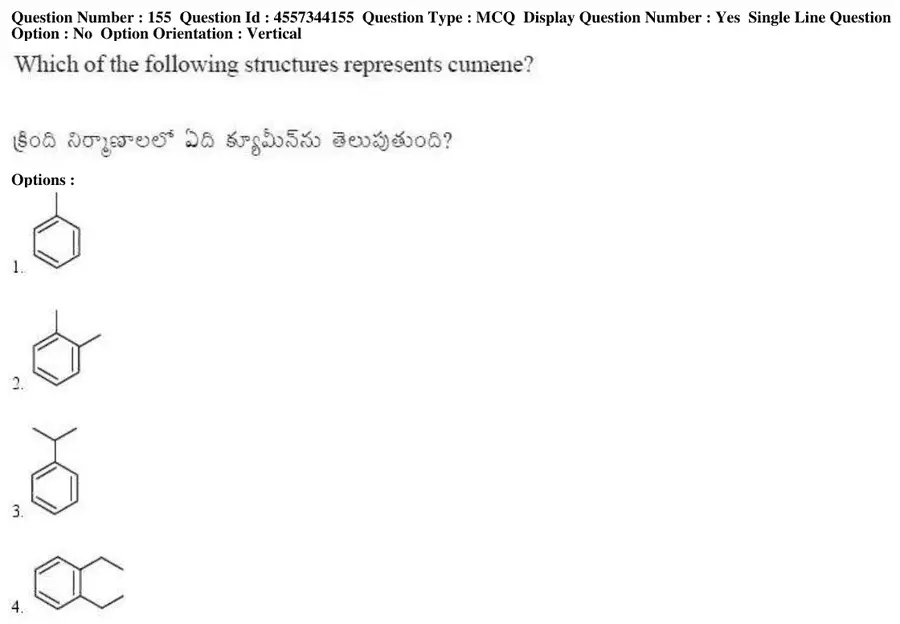 Question Number : 155 Question Id : 4557344155 Question Type : MCQ Display Question Number : Yes Single Line Question
Option : No Option Orientation : Vertical
Which of the following structures represents cumene?
క్రింది నిర్మాణాలలో ఏది క్యూమీన్‌ను తెలుపుతుంది?
Options :
1.
2.
3.
4.